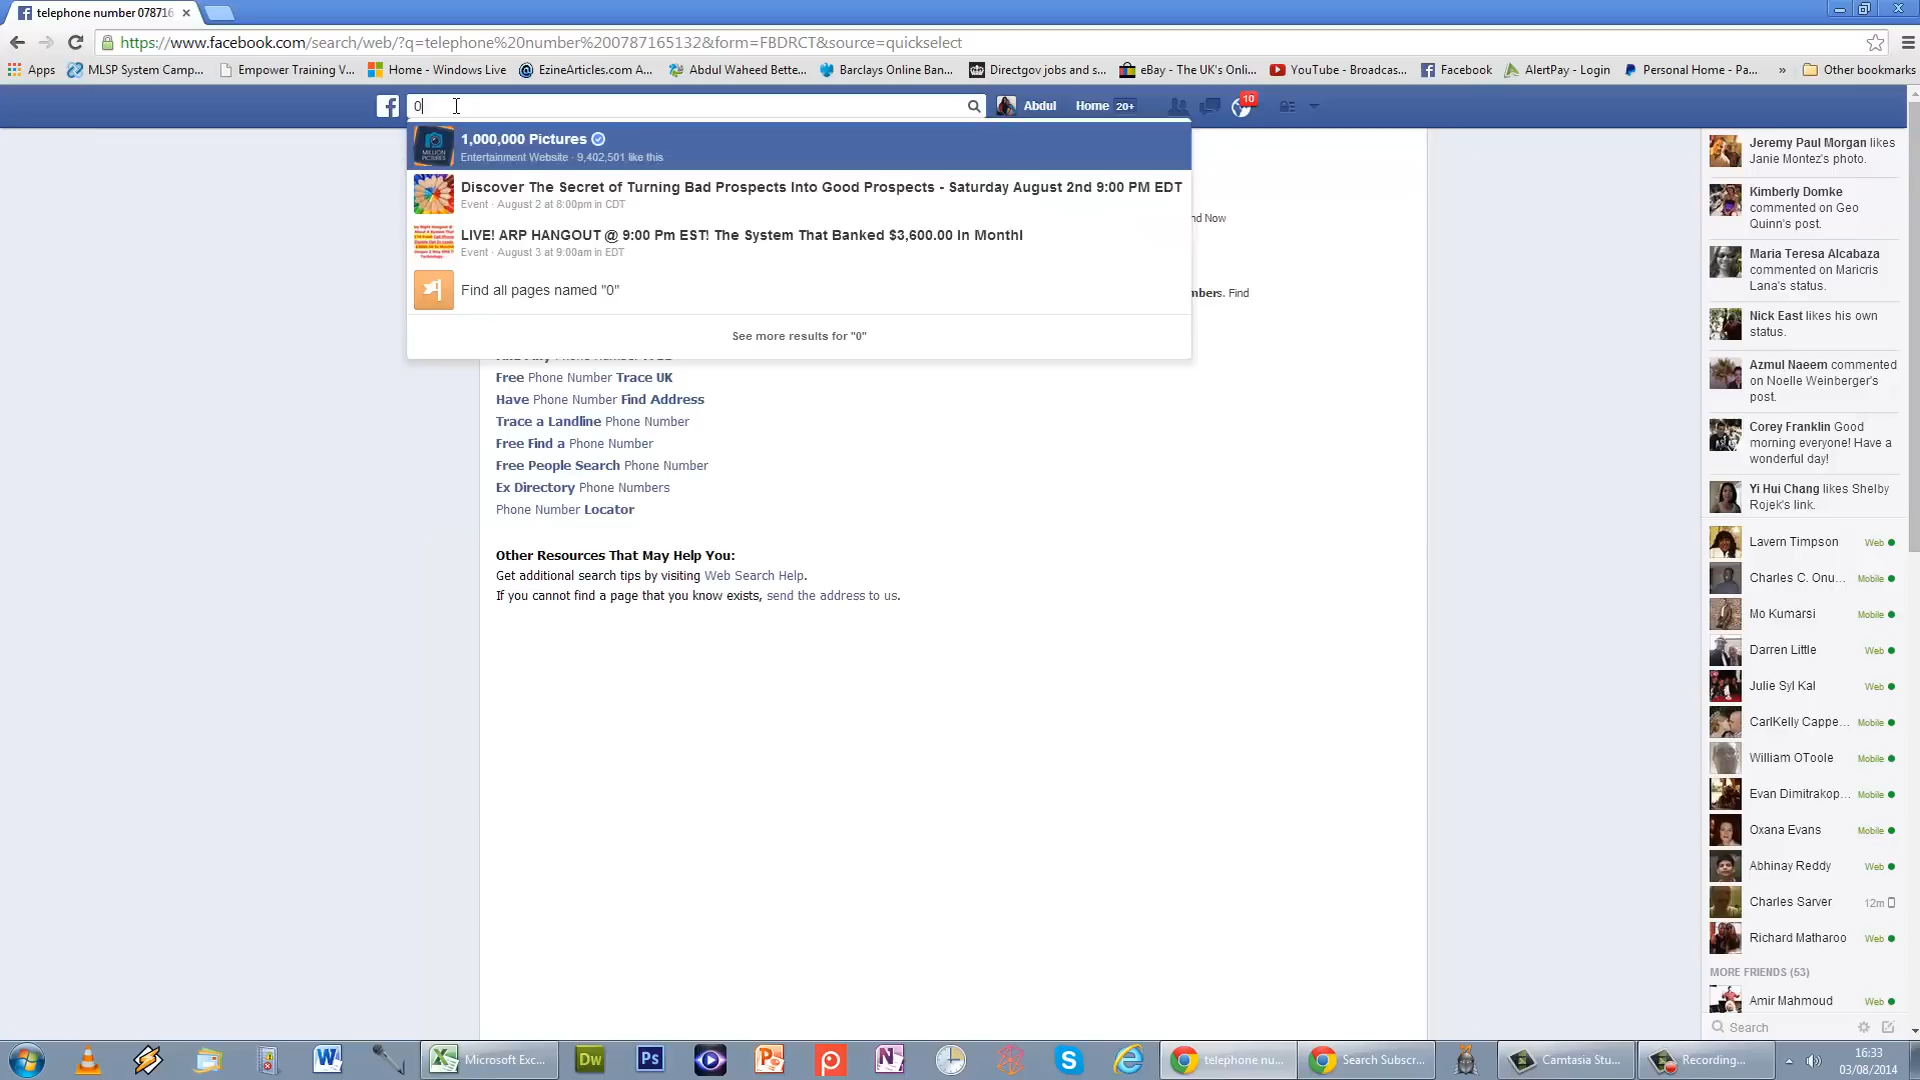 telephone number 078716
https://www.facebook.com/search/web/?q=telephone%20number%200787165132&form=FBDRCT&source=quickselect
Apps MLSP System Camp... Empower Training V... Home - Windows Live EzineArticles.com A... Abdul Waheed Bette... Barclays Online Ban... Directgov jobs and s... eBay - The UK's Onli... YouTube - Broadcas... Facebook AlertPay - Login Personal Home - Pa... » Other bookmarks
0 Abdul Home 20+ 10
1,000,000 Pictures
Entertainment Website · 9,402,501 like this
Discover The Secret of Turning Bad Prospects Into Good Prospects - Saturday August 2nd 9:00 PM EDT
Event · August 2 at 8:00pm in CDT
nd Now
LIVE! ARP HANGOUT @ 9:00 Pm EST! The System That Banked $3,600.00 In Monthl
Event · August 3 at 9:00am in EDT
Find all pages named "0"
nbers. Find
See more results for "0"
Free Phone Number Trace UK
Have Phone Number Find Address
Trace a Landline Phone Number
Free Find a Phone Number
Free People Search Phone Number
Ex Directory Phone Numbers
Phone Number Locator
Other Resources That May Help You:
Get additional search tips by visiting Web Search Help.
If you cannot find a page that you know exists, send the address to us.
Jeremy Paul Morgan likes
Janie Montez's photo.
Kimberly Domke
commented on Geo
Quinn's post.
Maria Teresa Alcabaza
commented on Maricris
Lana's status.
Nick East likes his own
status.
Azmul Naeem commented
on Noelle Weinberger's
post.
Corey Franklin Good
morning everyone! Have a
wonderful day!
Yi Hui Chang likes Shelby
Rojek's link.
Lavern Timpson Web
Charles C. Onu... Mobile
Mo Kumarsi Mobile
Darren Little Web
Julie Syl Kal Web
CarlKelly Cappe... Mobile
William OToole Mobile
Evan Dimitrakop... Mobile
Oxana Evans Mobile
Abhinay Reddy Web
Charles Sarver 12m
Richard Matharoo Web
MORE FRIENDS (53)
Amir Mahmoud Web
Search
Microsoft Exc... Dw Ps telephone nu... Search Subscr... Camtasia Stu... Recording...
16:33
03/08/2014